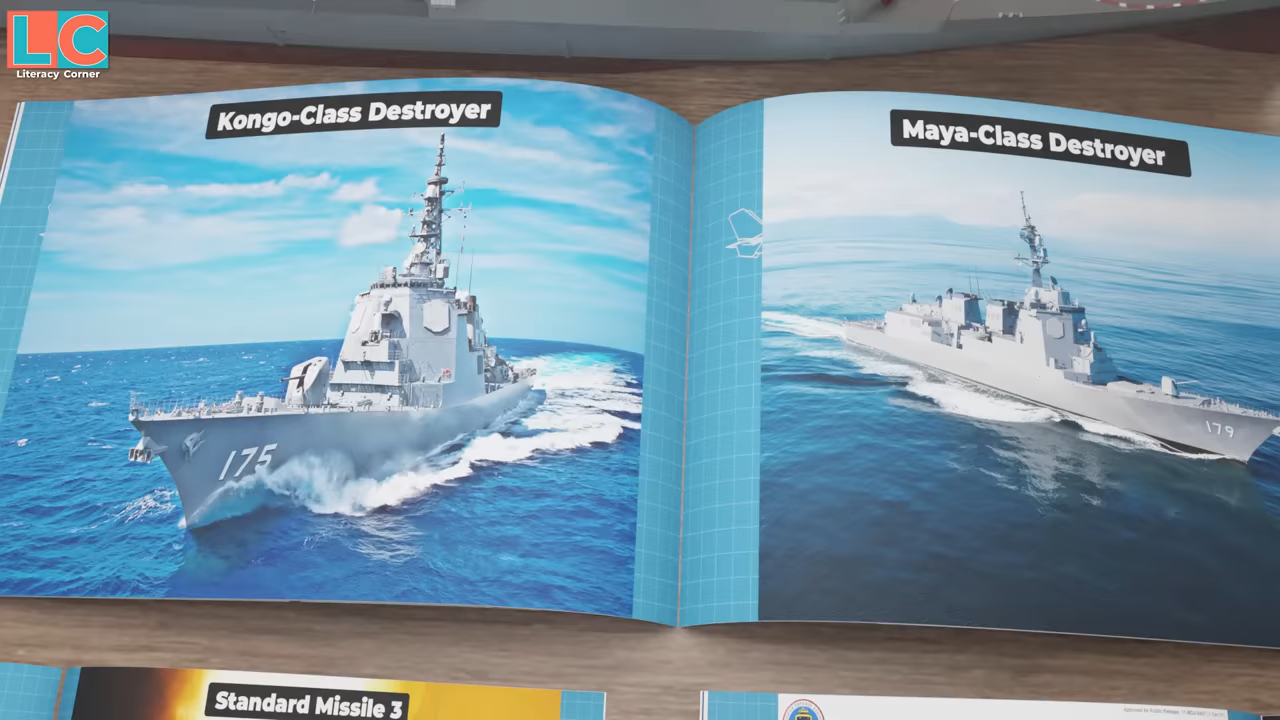 LC
Literacy Corner
Kongo-Class Destroyer
Maya-Class Destroyer
175
179
Standard Missile 3